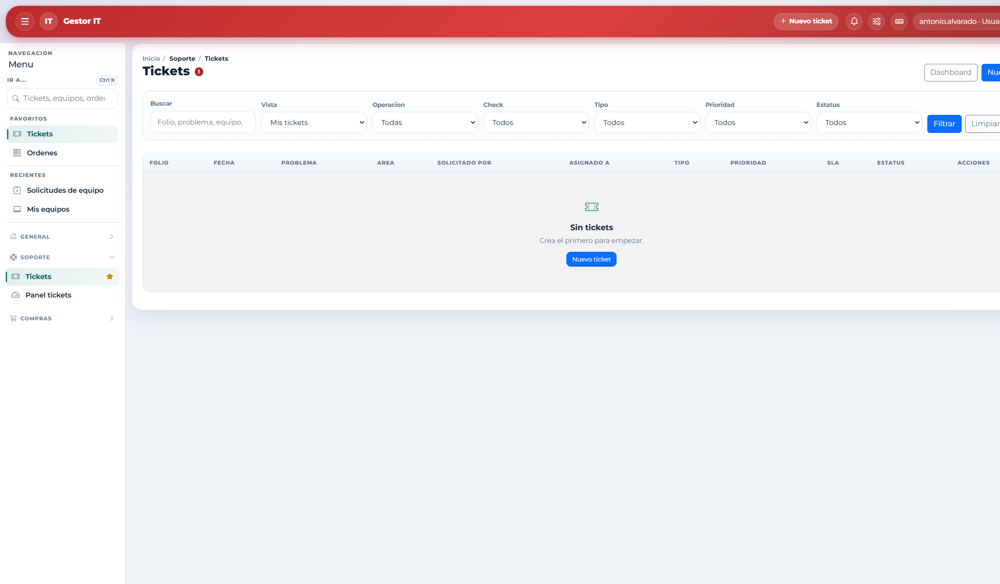 IT Gestor IT
+ Nuevo ticket
antonio.alvarado · Usua
NAVEGACION
Menu
IR A...
Ctrl K
Tickets, equipos, order
FAVORITOS
Tickets
Ordenes
RECIENTES
Solicitudes de equipo
Mis equipos
GENERAL
SOPORTE
Tickets
Panel tickets
COMPRAS
Inicio / Soporte / Tickets
Tickets !
Dashboard
Nue
Buscar
Folio, problema, equipo,
Vista
Mis tickets
Operacion
Todas
Check
Todos
Tipo
Todos
Prioridad
Todos
Estatus
Todos
Filtrar
Limpiar
FOLIO FECHA PROBLEMA AREA SOLICITADO POR ASIGNADO A TIPO PRIORIDAD SLA ESTATUS ACCIONES
Sin tickets
Crea el primero para empezar.
Nuevo ticket